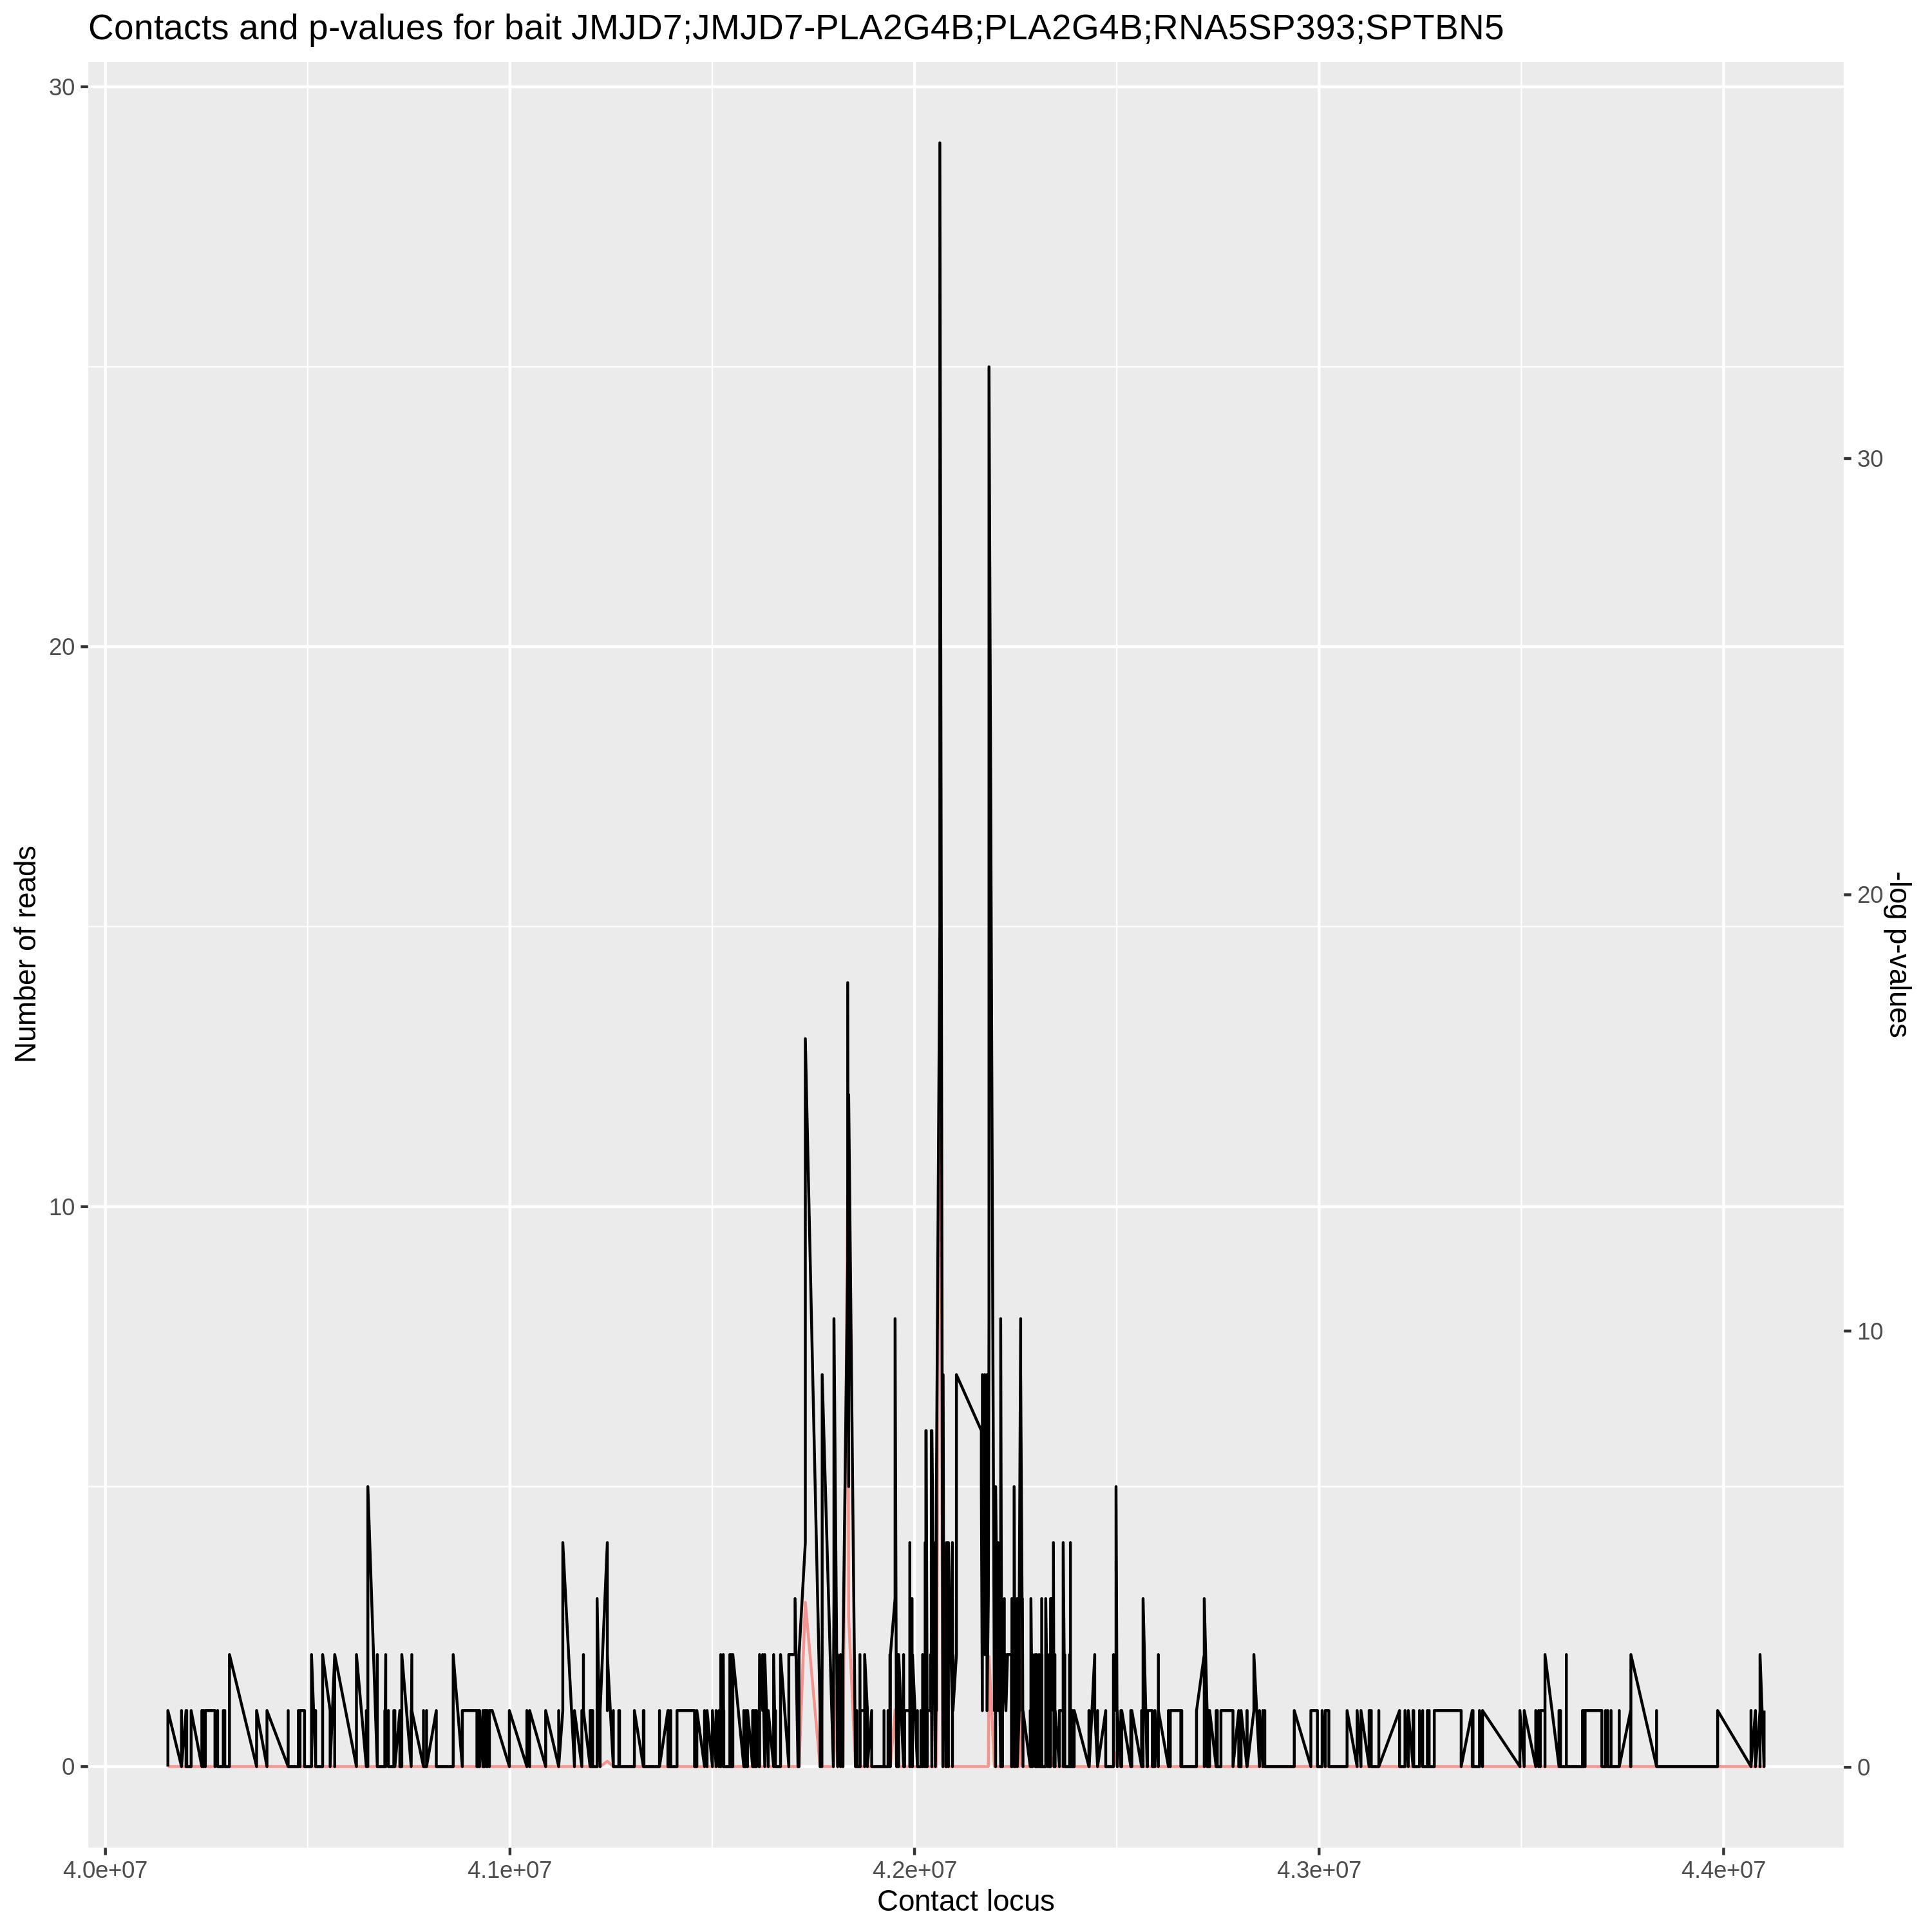 Contacts and p-values for bait JMJD7;JMJD7-PLA2G4B;PLA2G4B;RNA5SP393;SPTBN5
30
20
10
0
Number of reads
30
20
10
0
-log p-values
4.0e+07 4.1e+07 4.2e+07 4.3e+07 4.4e+07
Contact locus